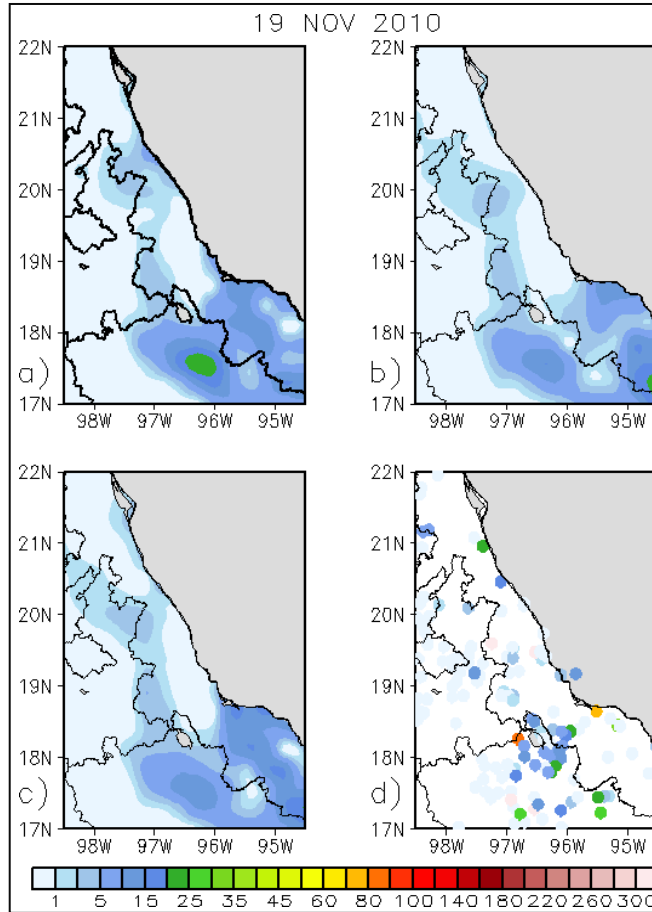 19 NOV 2010
22N
21N
20N
19N
18N
17N
98W 97W 96W 95W
a)
22N
21N
20N
19N
18N
17N
98W 97W 96W 95W
b)
22N
21N
20N
19N
18N
17N
98W 97W 96W 95W
c)
22N
21N
20N
19N
18N
17N
98W 97W 96W 95W
d)
1 5 15 25 35 45 60 80 100 140 180 220 260 300